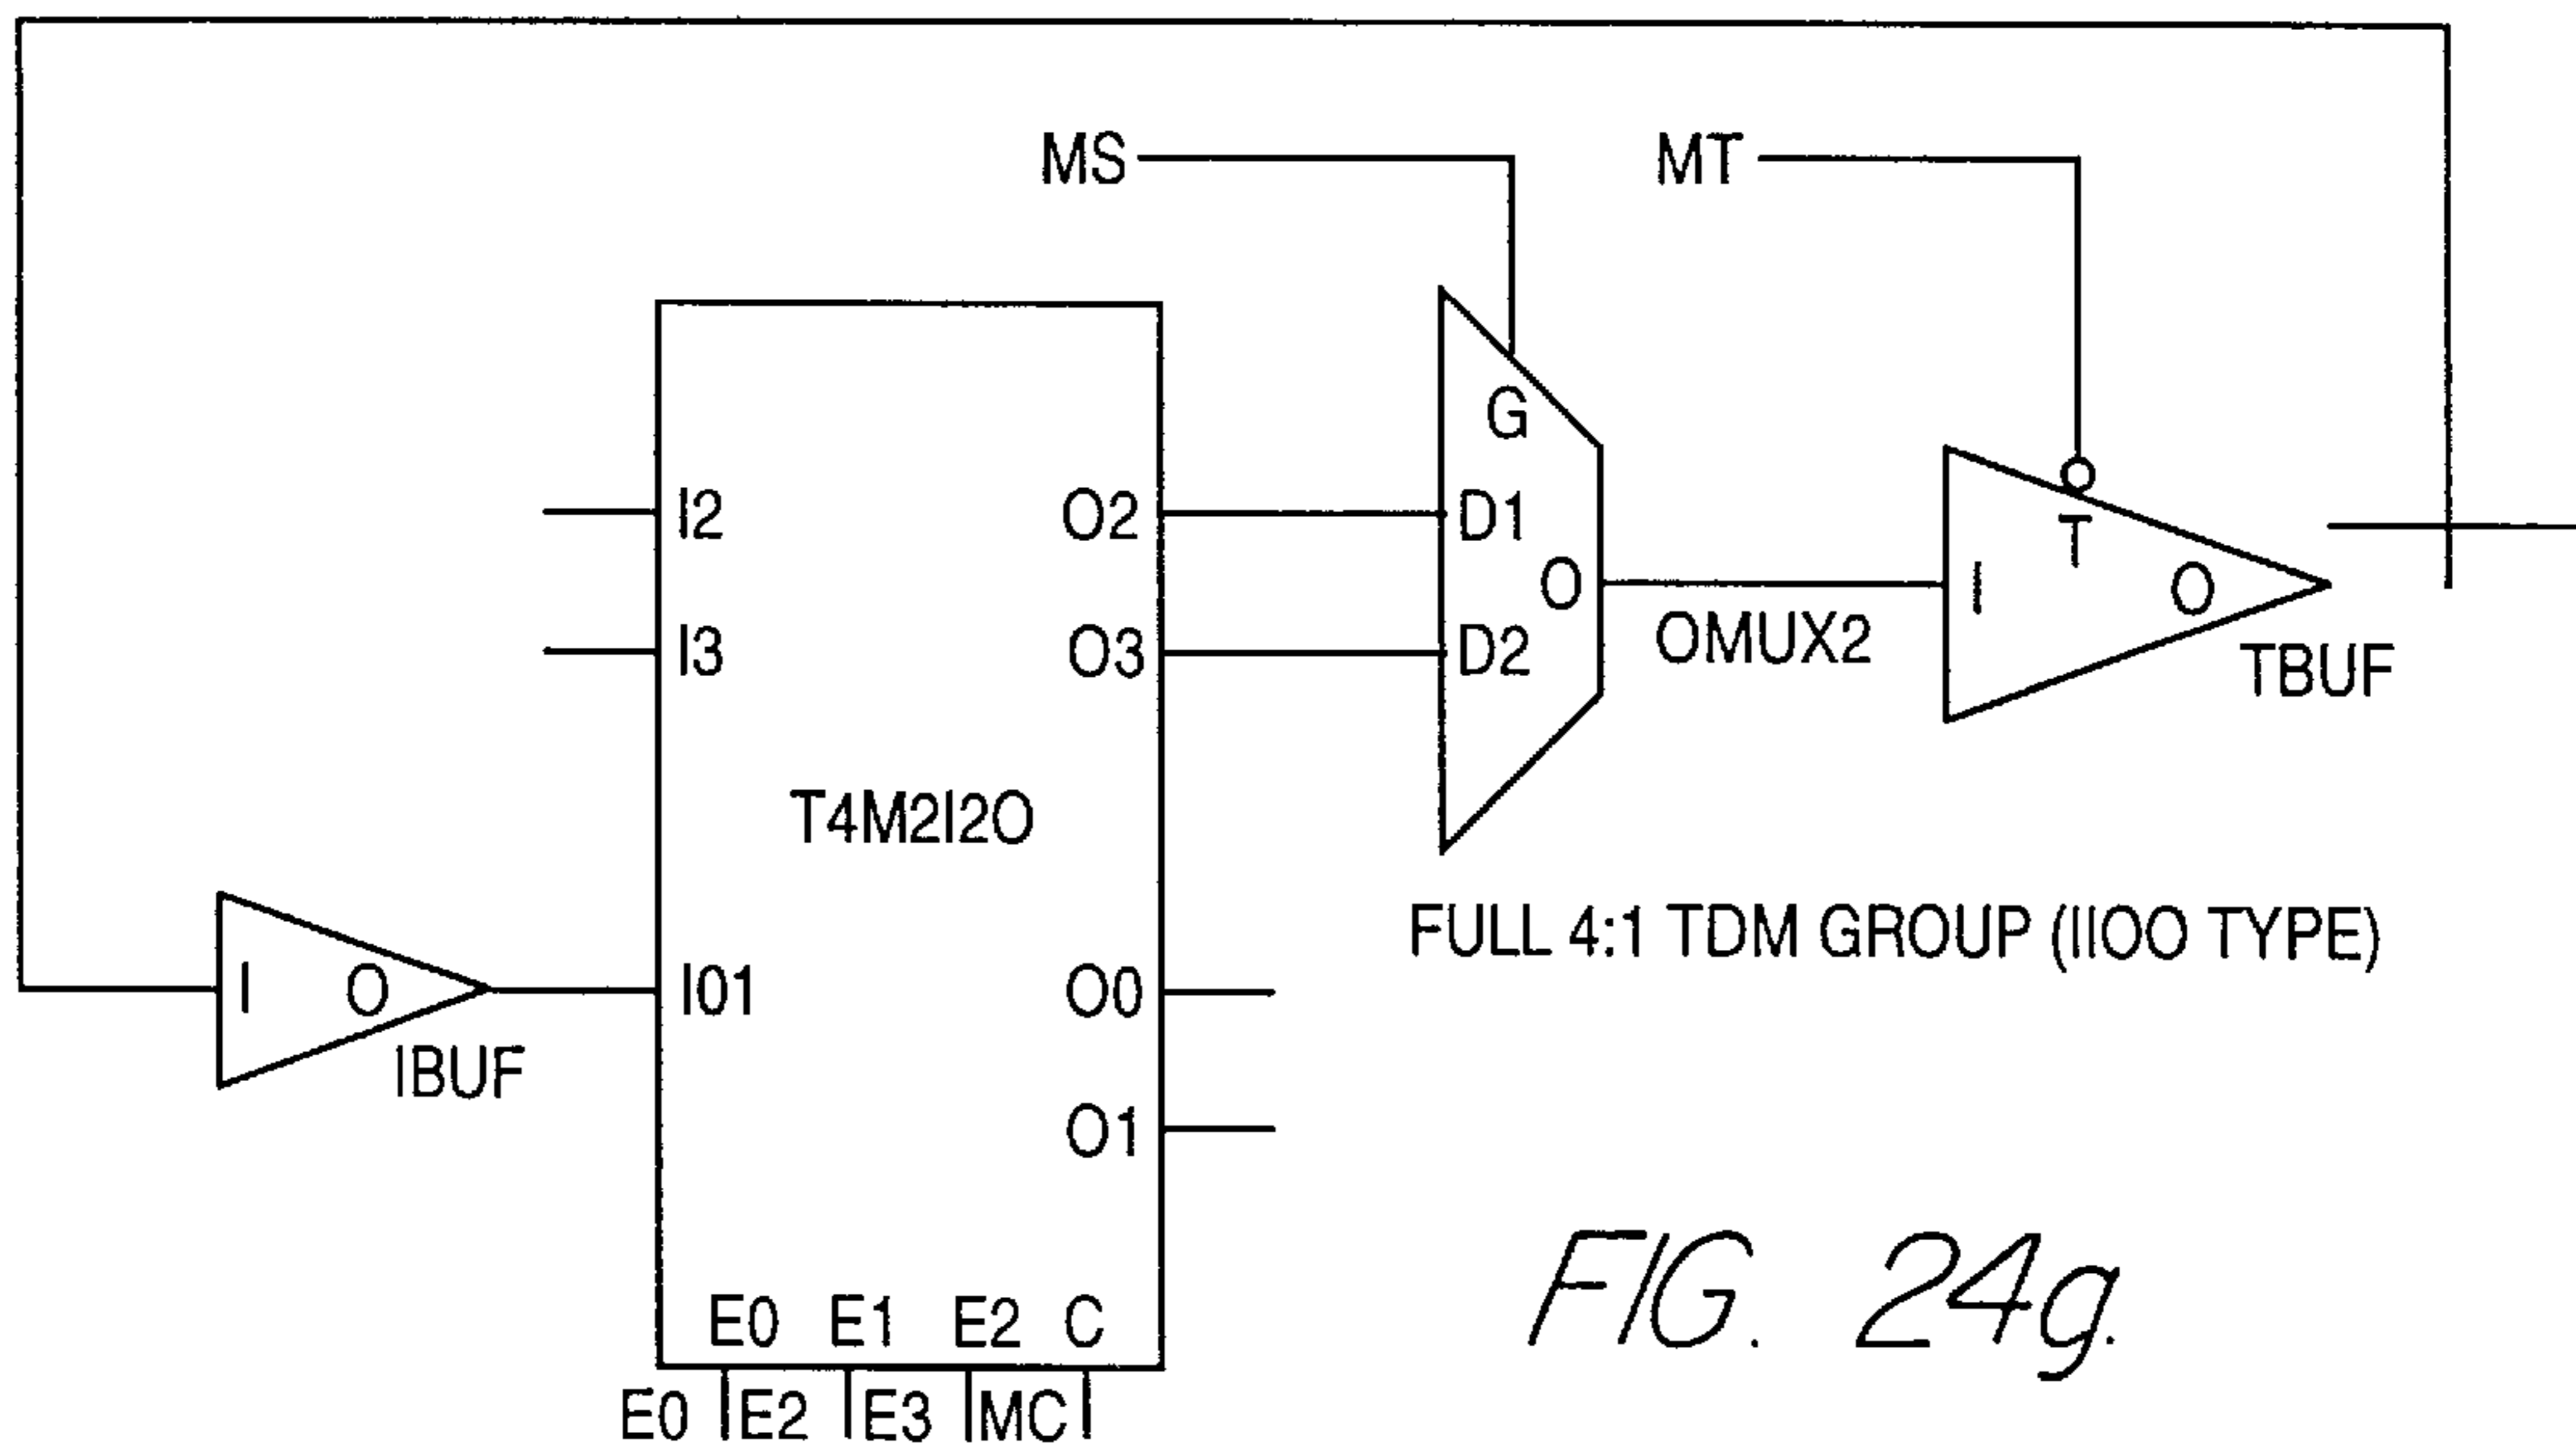 MS MT
G
I2 O2 D1 T
I O
O I O
I3 O3 D2 OMUX2 TBUF
T4M2I2O
FULL 4:1 TDM GROUP (IIOO TYPE)
I O I01 O0
IBUF
O1
E0 E1 E2 C
E0 E2 E3 MC
FIG. 24g.